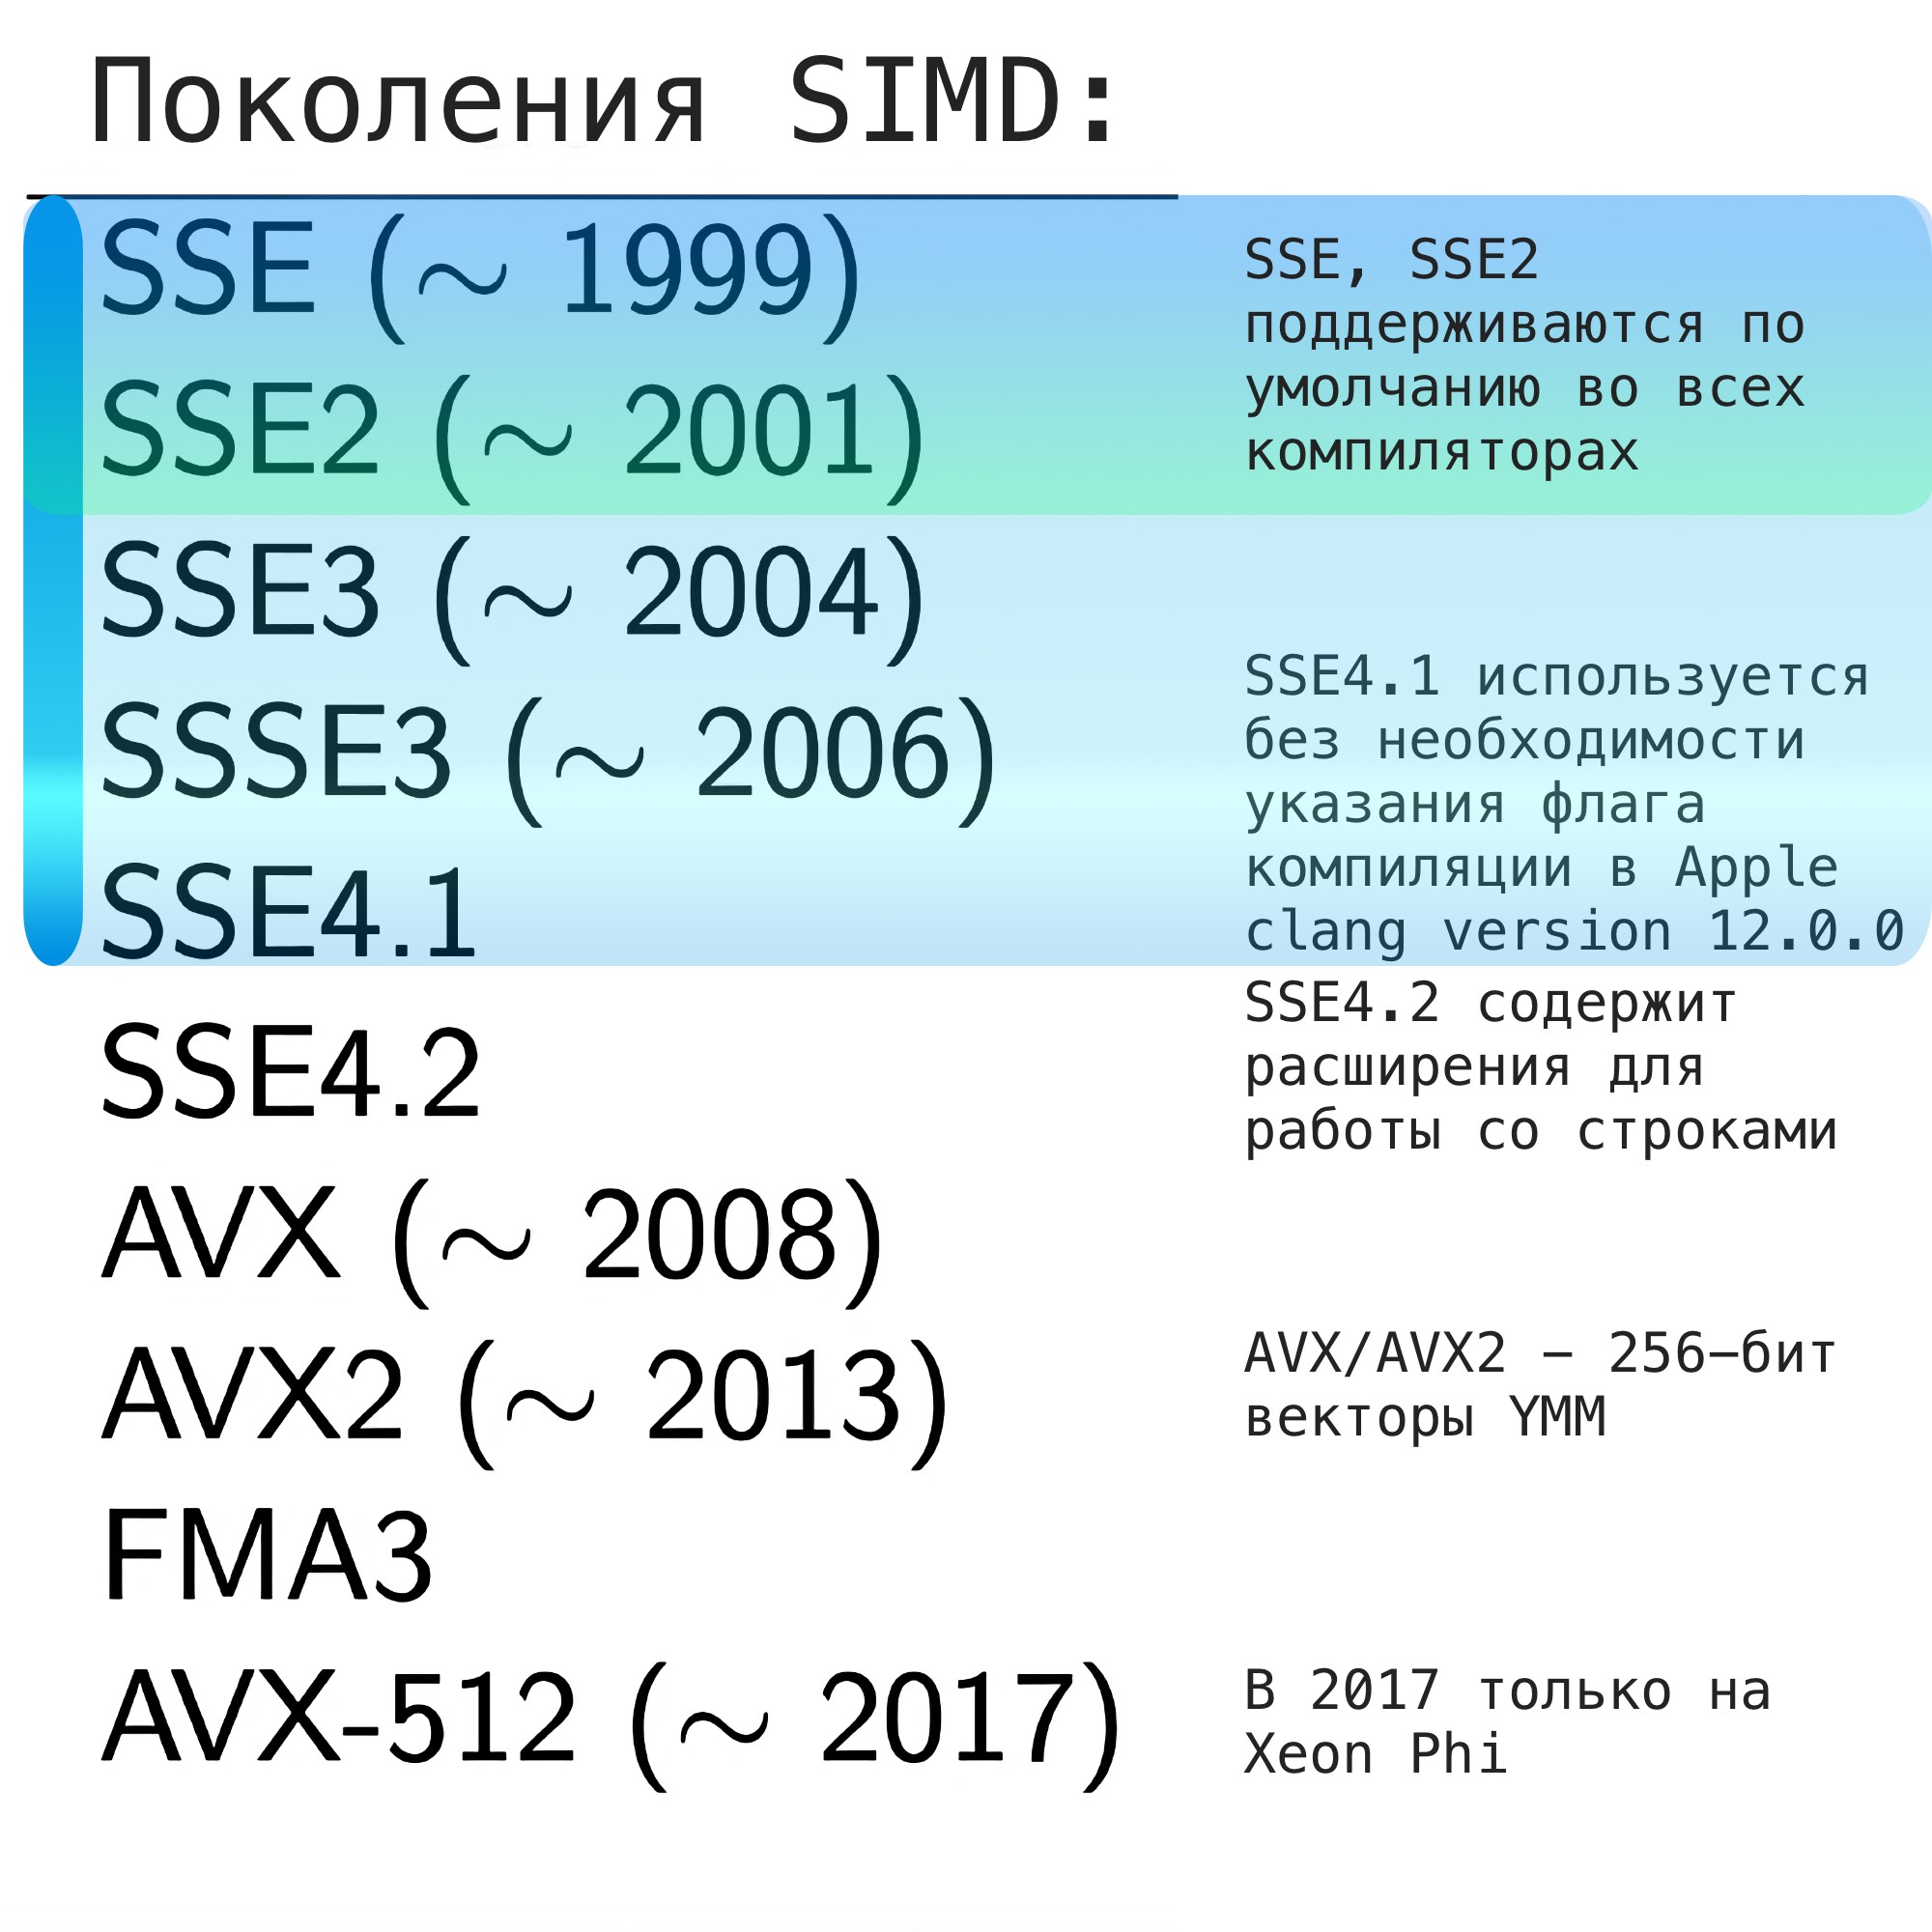 Поколения SIMD:
SSE (~ 1999)
SSE, SSE2
поддерживаются по
умолчанию во всех
компиляторах
SSE2 (~ 2001)
SSE3 (~ 2004)
SSSE3 (~ 2006)
SSE4.1
SSE4.1 используется
без необходимости
указания флага
компиляции в Apple
clang version 12.0.0
SSE4.2
SSE4.2 содержит
расширения для
работы со строками
AVX (~ 2008)
AVX2 (~ 2013)
AVX/AVX2 – 256–бит
векторы YMM
FMA3
AVX-512 (~ 2017)
В 2017 только на
Xeon Phi